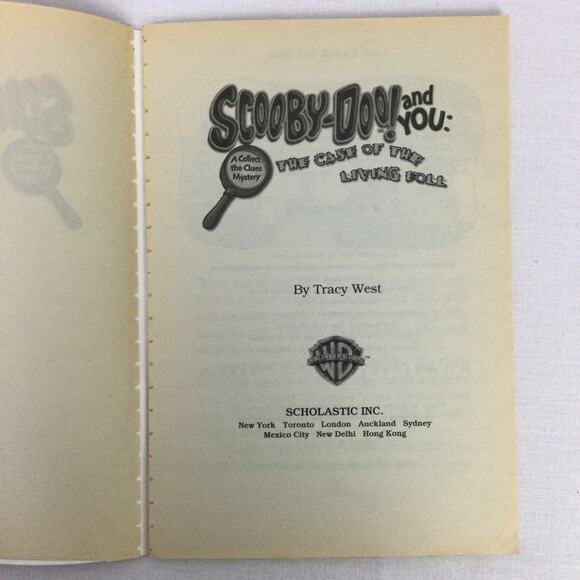 SCOOBY-DOO! and
YOU:
A Collect
the Clues
Mystery
THE CASE OF THE
LIVING DOLL
By Tracy West
SCHOLASTIC INC.
New York Toronto London Auckland Sydney
Mexico City New Delhi Hong Kong